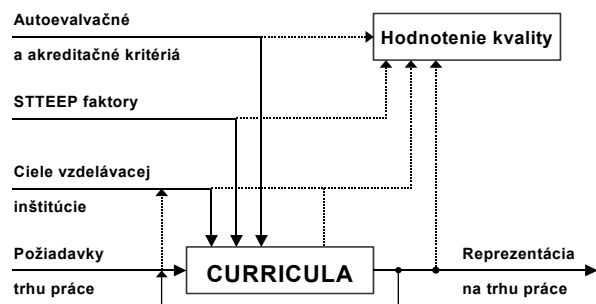 Autoevalvačné
a akreditačné kritériá
Hodnotenie kvality
STTEEP faktory
Ciele vzdelávacej
inštitúcie
Požiadavky
trhu práce
CURRICULA
Reprezentácia
na trhu práce